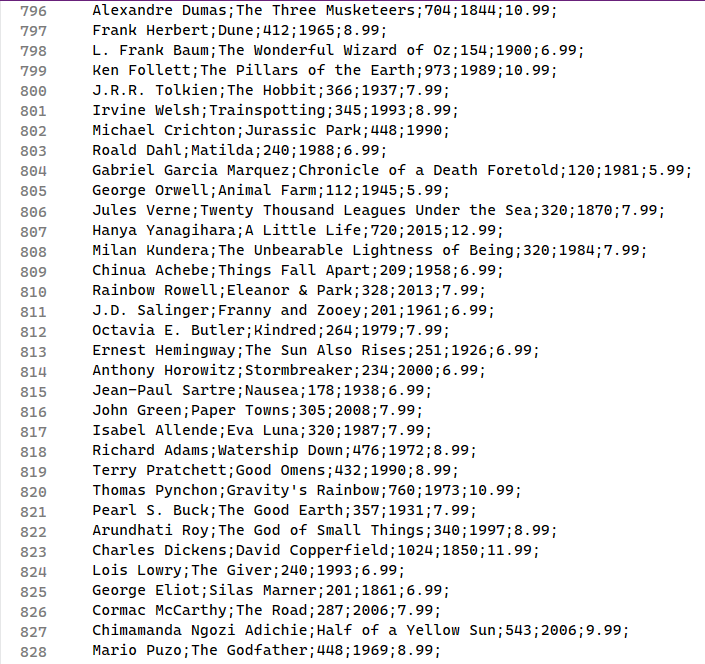 796 Alexandre Dumas;The Three Musketeers;704;1844;10.99;
797 Frank Herbert;Dune;412;1965;8.99;
798 L. Frank Baum;The Wonderful Wizard of Oz;154;1900;6.99;
799 Ken Follett;The Pillars of the Earth;973;1989;10.99;
800 J.R.R. Tolkien;The Hobbit;366;1937;7.99;
801 Irvine Welsh;Trainspotting;345;1993;8.99;
802 Michael Crichton;Jurassic Park;448;1990;
803 Roald Dahl;Matilda;240;1988;6.99;
804 Gabriel Garcia Marquez;Chronicle of a Death Foretold;120;1981;5.99;
805 George Orwell;Animal Farm;112;1945;5.99;
806 Jules Verne;Twenty Thousand Leagues Under the Sea;320;1870;7.99;
807 Hanya Yanagihara;A Little Life;720;2015;12.99;
808 Milan Kundera;The Unbearable Lightness of Being;320;1984;7.99;
809 Chinua Achebe;Things Fall Apart;209;1958;6.99;
810 Rainbow Rowell;Eleanor & Park;328;2013;7.99;
811 J.D. Salinger;Franny and Zooey;201;1961;6.99;
812 Octavia E. Butler;Kindred;264;1979;7.99;
813 Ernest Hemingway;The Sun Also Rises;251;1926;6.99;
814 Anthony Horowitz;Stormbreaker;234;2000;6.99;
815 Jean-Paul Sartre;Nausea;178;1938;6.99;
816 John Green;Paper Towns;305;2008;7.99;
817 Isabel Allende;Eva Luna;320;1987;7.99;
818 Richard Adams;Watership Down;476;1972;8.99;
819 Terry Pratchett;Good Omens;432;1990;8.99;
820 Thomas Pynchon;Gravity's Rainbow;760;1973;10.99;
821 Pearl S. Buck;The Good Earth;357;1931;7.99;
822 Arundhati Roy;The God of Small Things;340;1997;8.99;
823 Charles Dickens;David Copperfield;1024;1850;11.99;
824 Lois Lowry;The Giver;240;1993;6.99;
825 George Eliot;Silas Marner;201;1861;6.99;
826 Cormac McCarthy;The Road;287;2006;7.99;
827 Chimamanda Ngozi Adichie;Half of a Yellow Sun;543;2006;9.99;
828 Mario Puzo;The Godfather;448;1969;8.99;